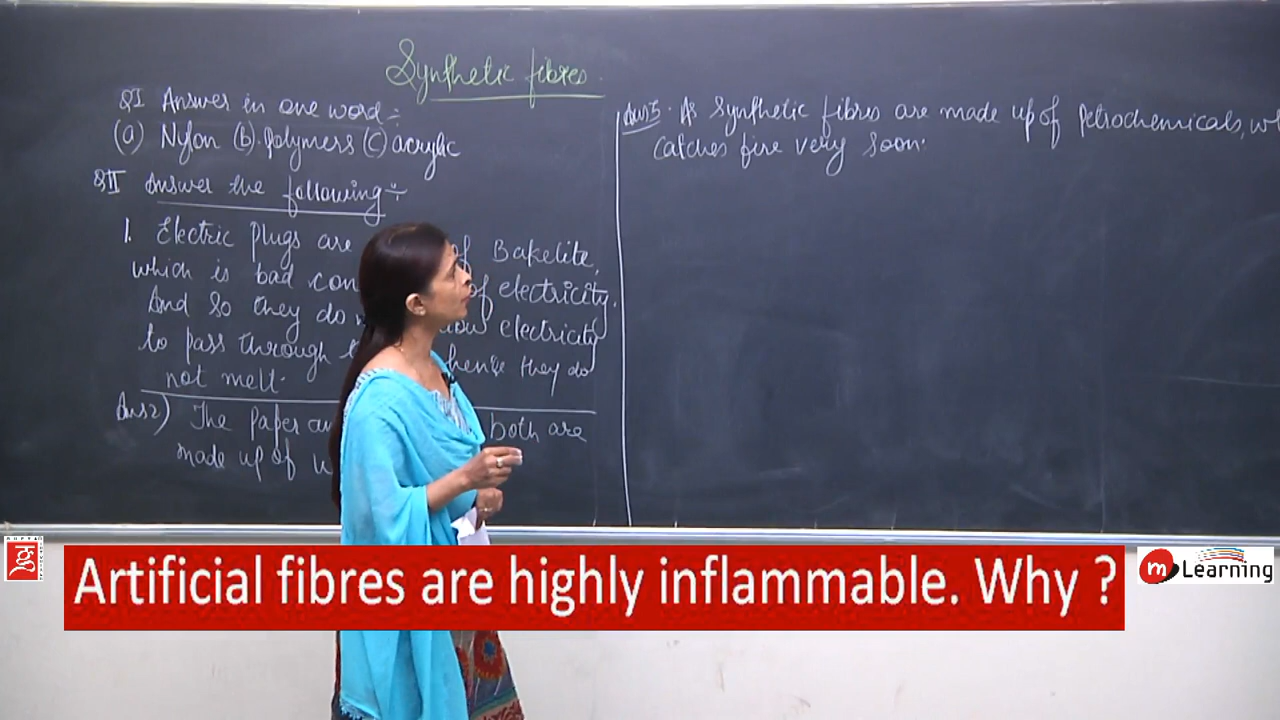 Synthetic fibres.
QI Answer in one word:-
(a) Nylon (b). polymers (c) acrylic
QII Answer the following:-
1. Electric plugs are of Bakelite,
which is bad con of electricity.
And so they do electricity
to pass through hence they do
not melt.
Ans2) The paper both are
made up of
Ans5. As synthetic fibres are made up of Petrochemicals, wh
catches fire very soon.
Artificial fibres are highly inflammable. Why ?
m Learning